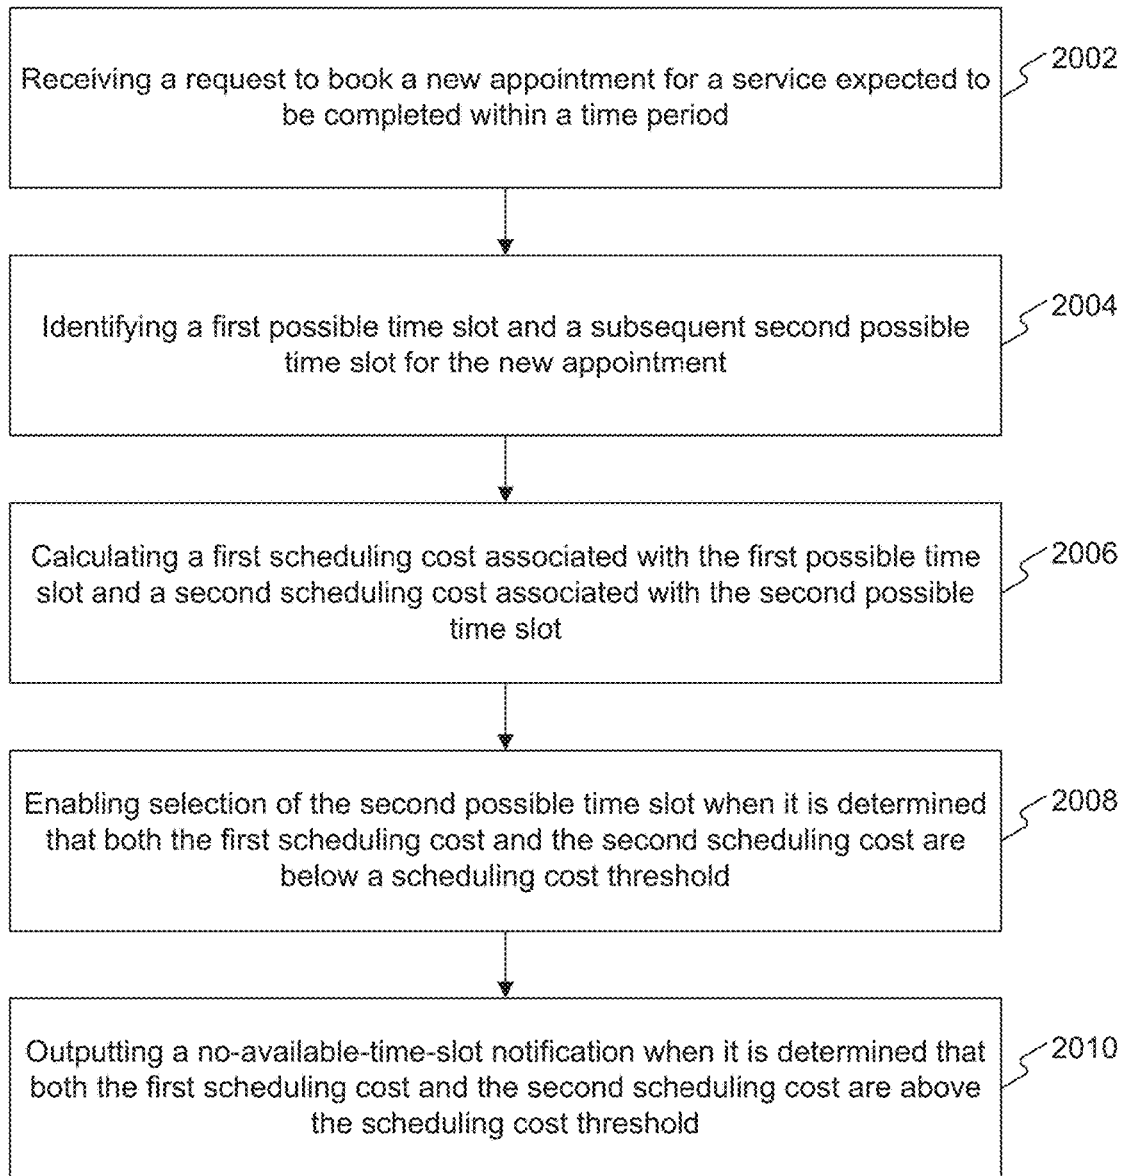 Receiving a request to book a new appointment for a service expected to
be completed within a time period
2002
Identifying a first possible time slot and a subsequent second possible
time slot for the new appointment
2004
Calculating a first scheduling cost associated with the first possible time
slot and a second scheduling cost associated with the second possible
time slot
2006
Enabling selection of the second possible time slot when it is determined
that both the first scheduling cost and the second scheduling cost are
below a scheduling cost threshold
2008
Outputting a no-available-time-slot notification when it is determined that
both the first scheduling cost and the second scheduling cost are above
the scheduling cost threshold
2010